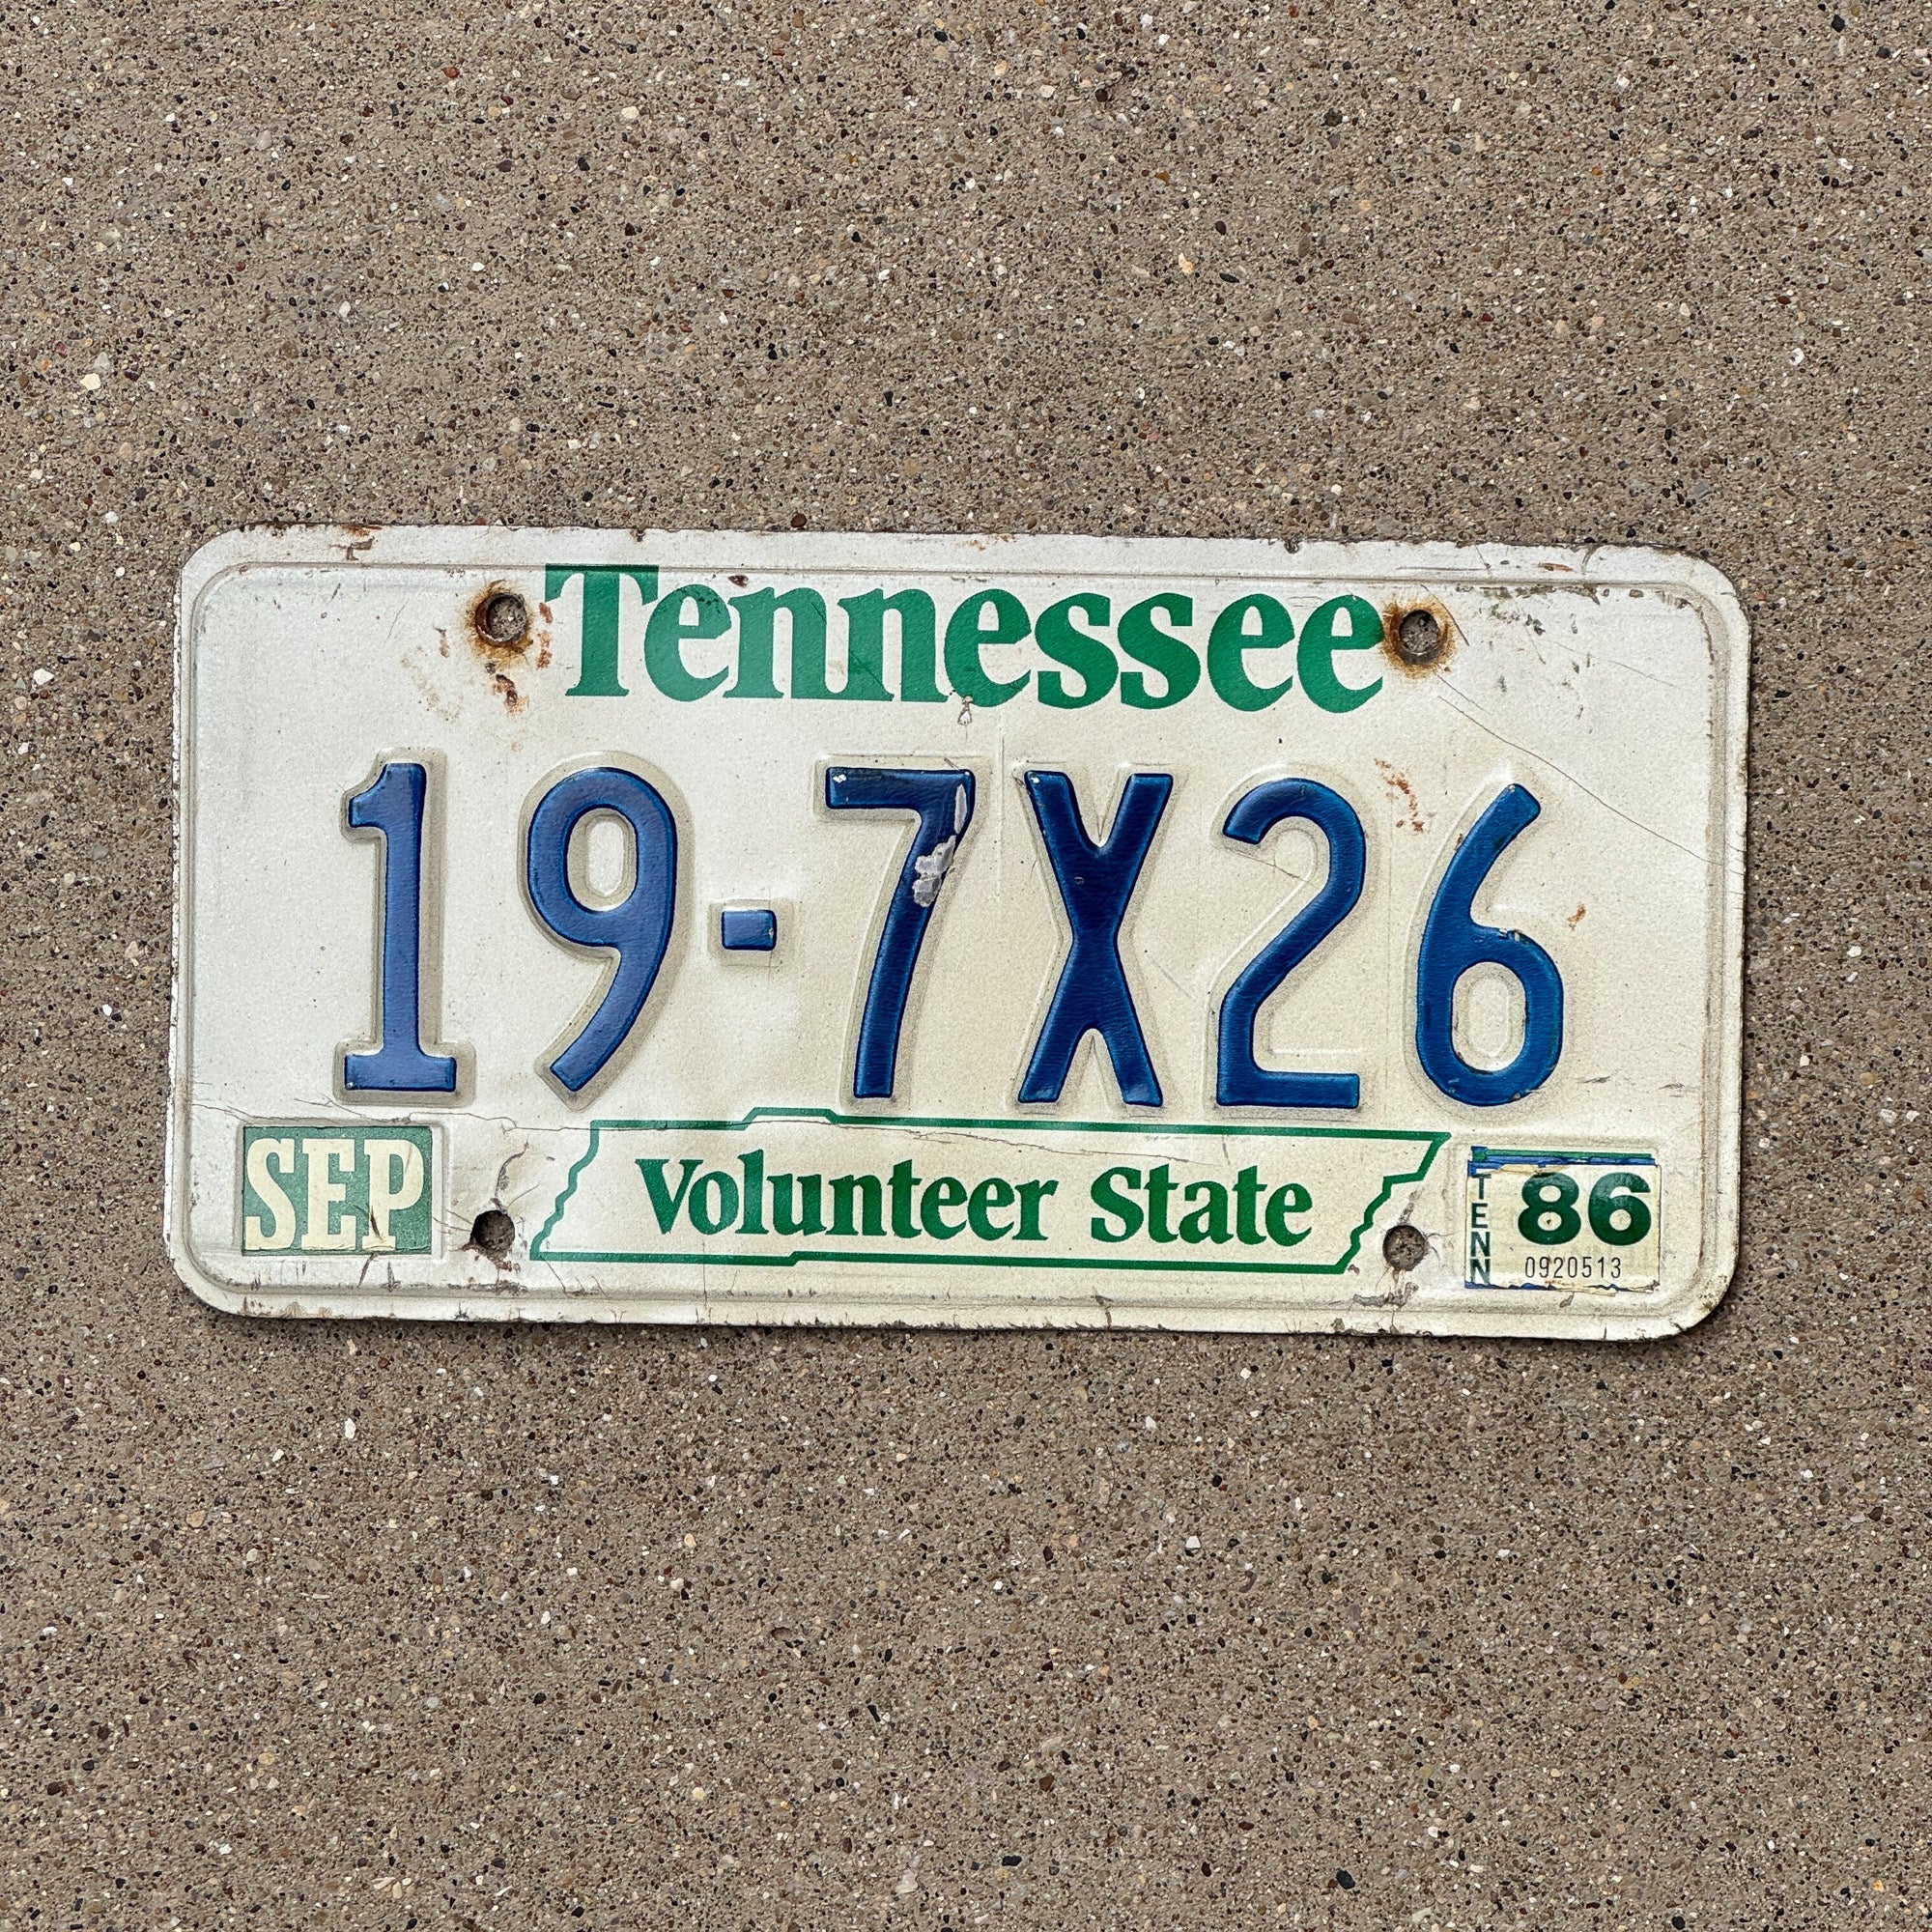 Tennessee
19-7X26
SEP
Volunteer State
TENN
86
0920513